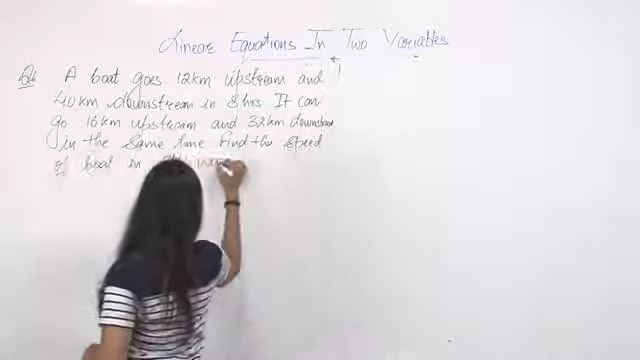 Linear Equations In Two Variables
Q6 A boat goes 12km upstream and
40km downstream in 8hrs It can
go 16km upstream and 32km downstream
in the same time find the speed
of boat in